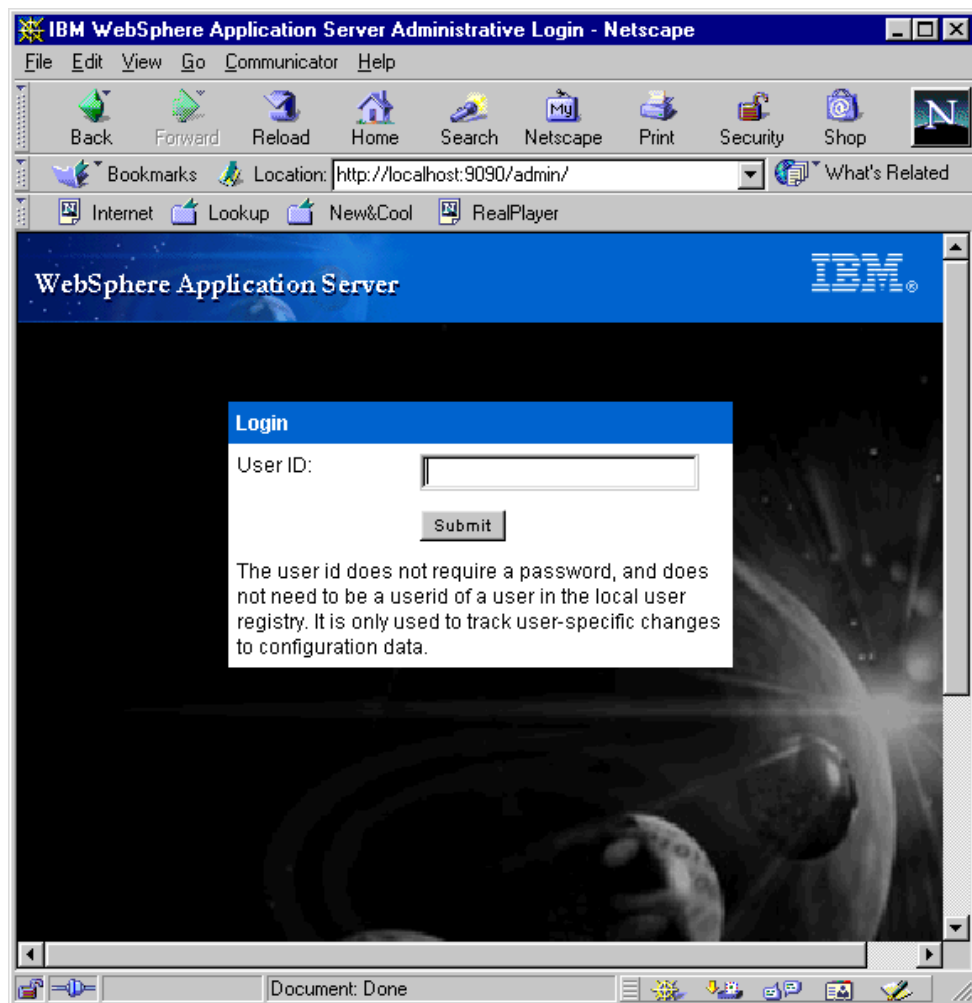 IBM WebSphere Application Server Administrative Login - Netscape
File Edit View Go Communicator Help
Back Forward Reload Home Search Netscape Print Security Shop
My
N
Bookmarks Location: http://localhost:9090/admin/ What's Related
Internet Lookup New&Cool RealPlayer
WebSphere Application Server IBM®
Login
User ID:
Submit
The user id does not require a password, and does
not need to be a userid of a user in the local user
registry. It is only used to track user-specific changes
to configuration data.
Document: Done